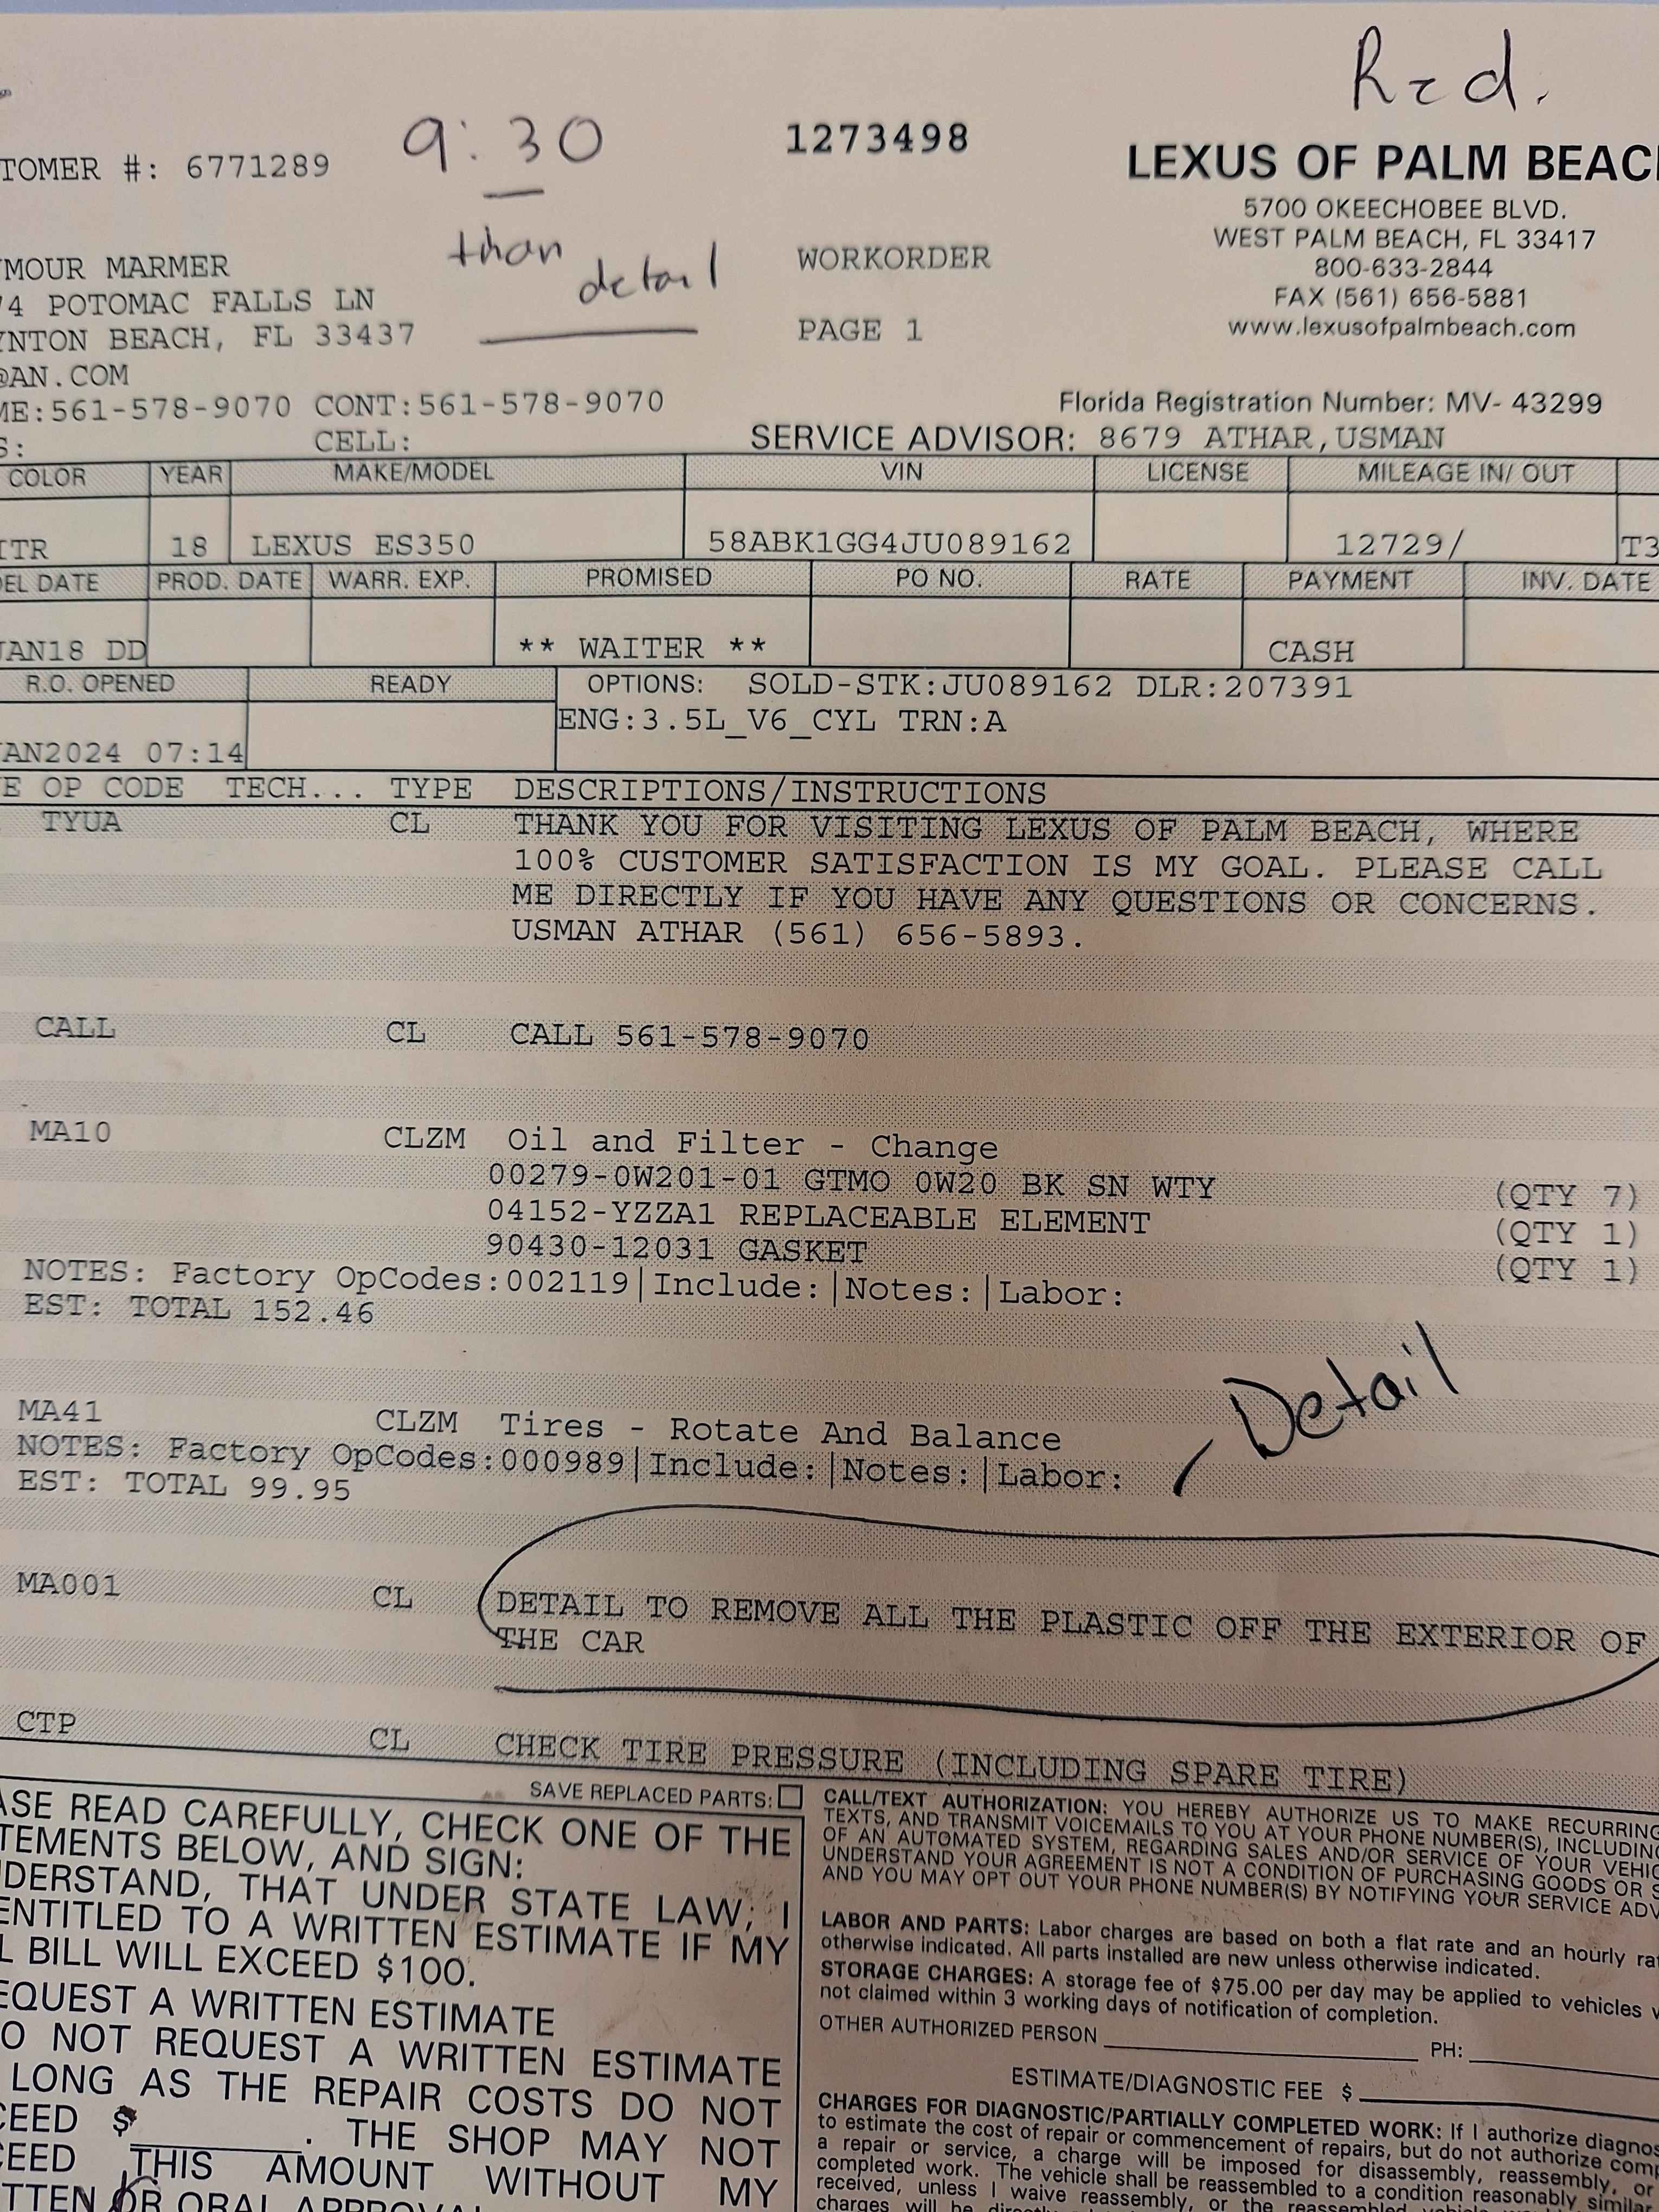 Red.
9:30
1273498
TOMER #: 6771289
LEXUS OF PALM BEAC
5700 OKEECHOBEE BLVD.
WEST PALM BEACH, FL 33417
800-633-2844
FAX (561) 656-5881
www.lexusofpalmbeach.com
than detail
WORKORDER
PAGE 1
MOUR MARMER
4 POTOMAC FALLS LN
YNTON BEACH, FL 33437
@AN.COM
ME:561-578-9070 CONT:561-578-9070
S: CELL:
Florida Registration Number: MV- 43299
SERVICE ADVISOR: 8679 ATHAR,USMAN
COLOR YEAR MAKE/MODEL VIN LICENSE MILEAGE IN/ OUT
ITR 18 LEXUS ES350 58ABK1GG4JU089162 12729/ T3
DEL DATE PROD. DATE WARR. EXP. PROMISED PO NO. RATE PAYMENT INV. DATE
JAN18 DD ** WAITER ** CASH
R.O. OPENED READY OPTIONS: SOLD-STK:JU089162 DLR:207391
ENG:3.5L_V6_CYL TRN:A
AN2024 07:14
E OP CODE TECH... TYPE DESCRIPTIONS/INSTRUCTIONS
TYUA CL THANK YOU FOR VISITING LEXUS OF PALM BEACH, WHERE
100% CUSTOMER SATISFACTION IS MY GOAL. PLEASE CALL
ME DIRECTLY IF YOU HAVE ANY QUESTIONS OR CONCERNS.
USMAN ATHAR (561) 656-5893.
CALL CL CALL 561-578-9070
MA10 CLZM Oil and Filter - Change
00279-0W201-01 GTMO 0W20 BK SN WTY (QTY 7)
04152-YZZA1 REPLACEABLE ELEMENT (QTY 1)
90430-12031 GASKET (QTY 1)
NOTES: Factory OpCodes:002119|Include:|Notes:|Labor:
EST: TOTAL 152.46
Detail
MA41 CLZM Tires - Rotate And Balance
NOTES: Factory OpCodes:000989|Include:|Notes:|Labor:
EST: TOTAL 99.95
MA001 CL DETAIL TO REMOVE ALL THE PLASTIC OFF THE EXTERIOR OF
THE CAR
CTP CL CHECK TIRE PRESSURE (INCLUDING SPARE TIRE)
SAVE REPLACED PARTS:
ASE READ CAREFULLY, CHECK ONE OF THE
TEMENTS BELOW, AND SIGN:
DERSTAND, THAT UNDER STATE LAW, I
ENTITLED TO A WRITTEN ESTIMATE IF MY
L BILL WILL EXCEED $100.
EQUEST A WRITTEN ESTIMATE
O NOT REQUEST A WRITTEN ESTIMATE
LONG AS THE REPAIR COSTS DO NOT
CEED $ . THE SHOP MAY NOT
CEED THIS AMOUNT WITHOUT MY
TTEN OR ORAL APPROVAL
CALL/TEXT AUTHORIZATION: YOU HEREBY AUTHORIZE US TO MAKE RECURRING
TEXTS, AND TRANSMIT VOICEMAILS TO YOU AT YOUR PHONE NUMBER(S), INCLUDING
OF AN AUTOMATED SYSTEM, REGARDING SALES AND/OR SERVICE OF YOUR VEHIC
UNDERSTAND YOUR AGREEMENT IS NOT A CONDITION OF PURCHASING GOODS OR S
AND YOU MAY OPT OUT YOUR PHONE NUMBER(S) BY NOTIFYING YOUR SERVICE ADV
LABOR AND PARTS: Labor charges are based on both a flat rate and an hourly rat
otherwise indicated. All parts installed are new unless otherwise indicated.
STORAGE CHARGES: A storage fee of $75.00 per day may be applied to vehicles w
not claimed within 3 working days of notification of completion.
OTHER AUTHORIZED PERSON PH:
ESTIMATE/DIAGNOSTIC FEE $
CHARGES FOR DIAGNOSTIC/PARTIALLY COMPLETED WORK: If I authorize diagnos
to estimate the cost of repair or commencement of repairs, but do not authorize comp
a repair or service, a charge will be imposed for disassembly, reassembly, or
completed work. The vehicle shall be reassembled to a condition reasonably similar
received, unless I waive reassembly, or the reassembled vehicle would
charges will be